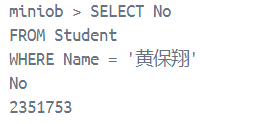 miniob > SELECT No
FROM Student
WHERE Name = '黄保翔'
No
2351753